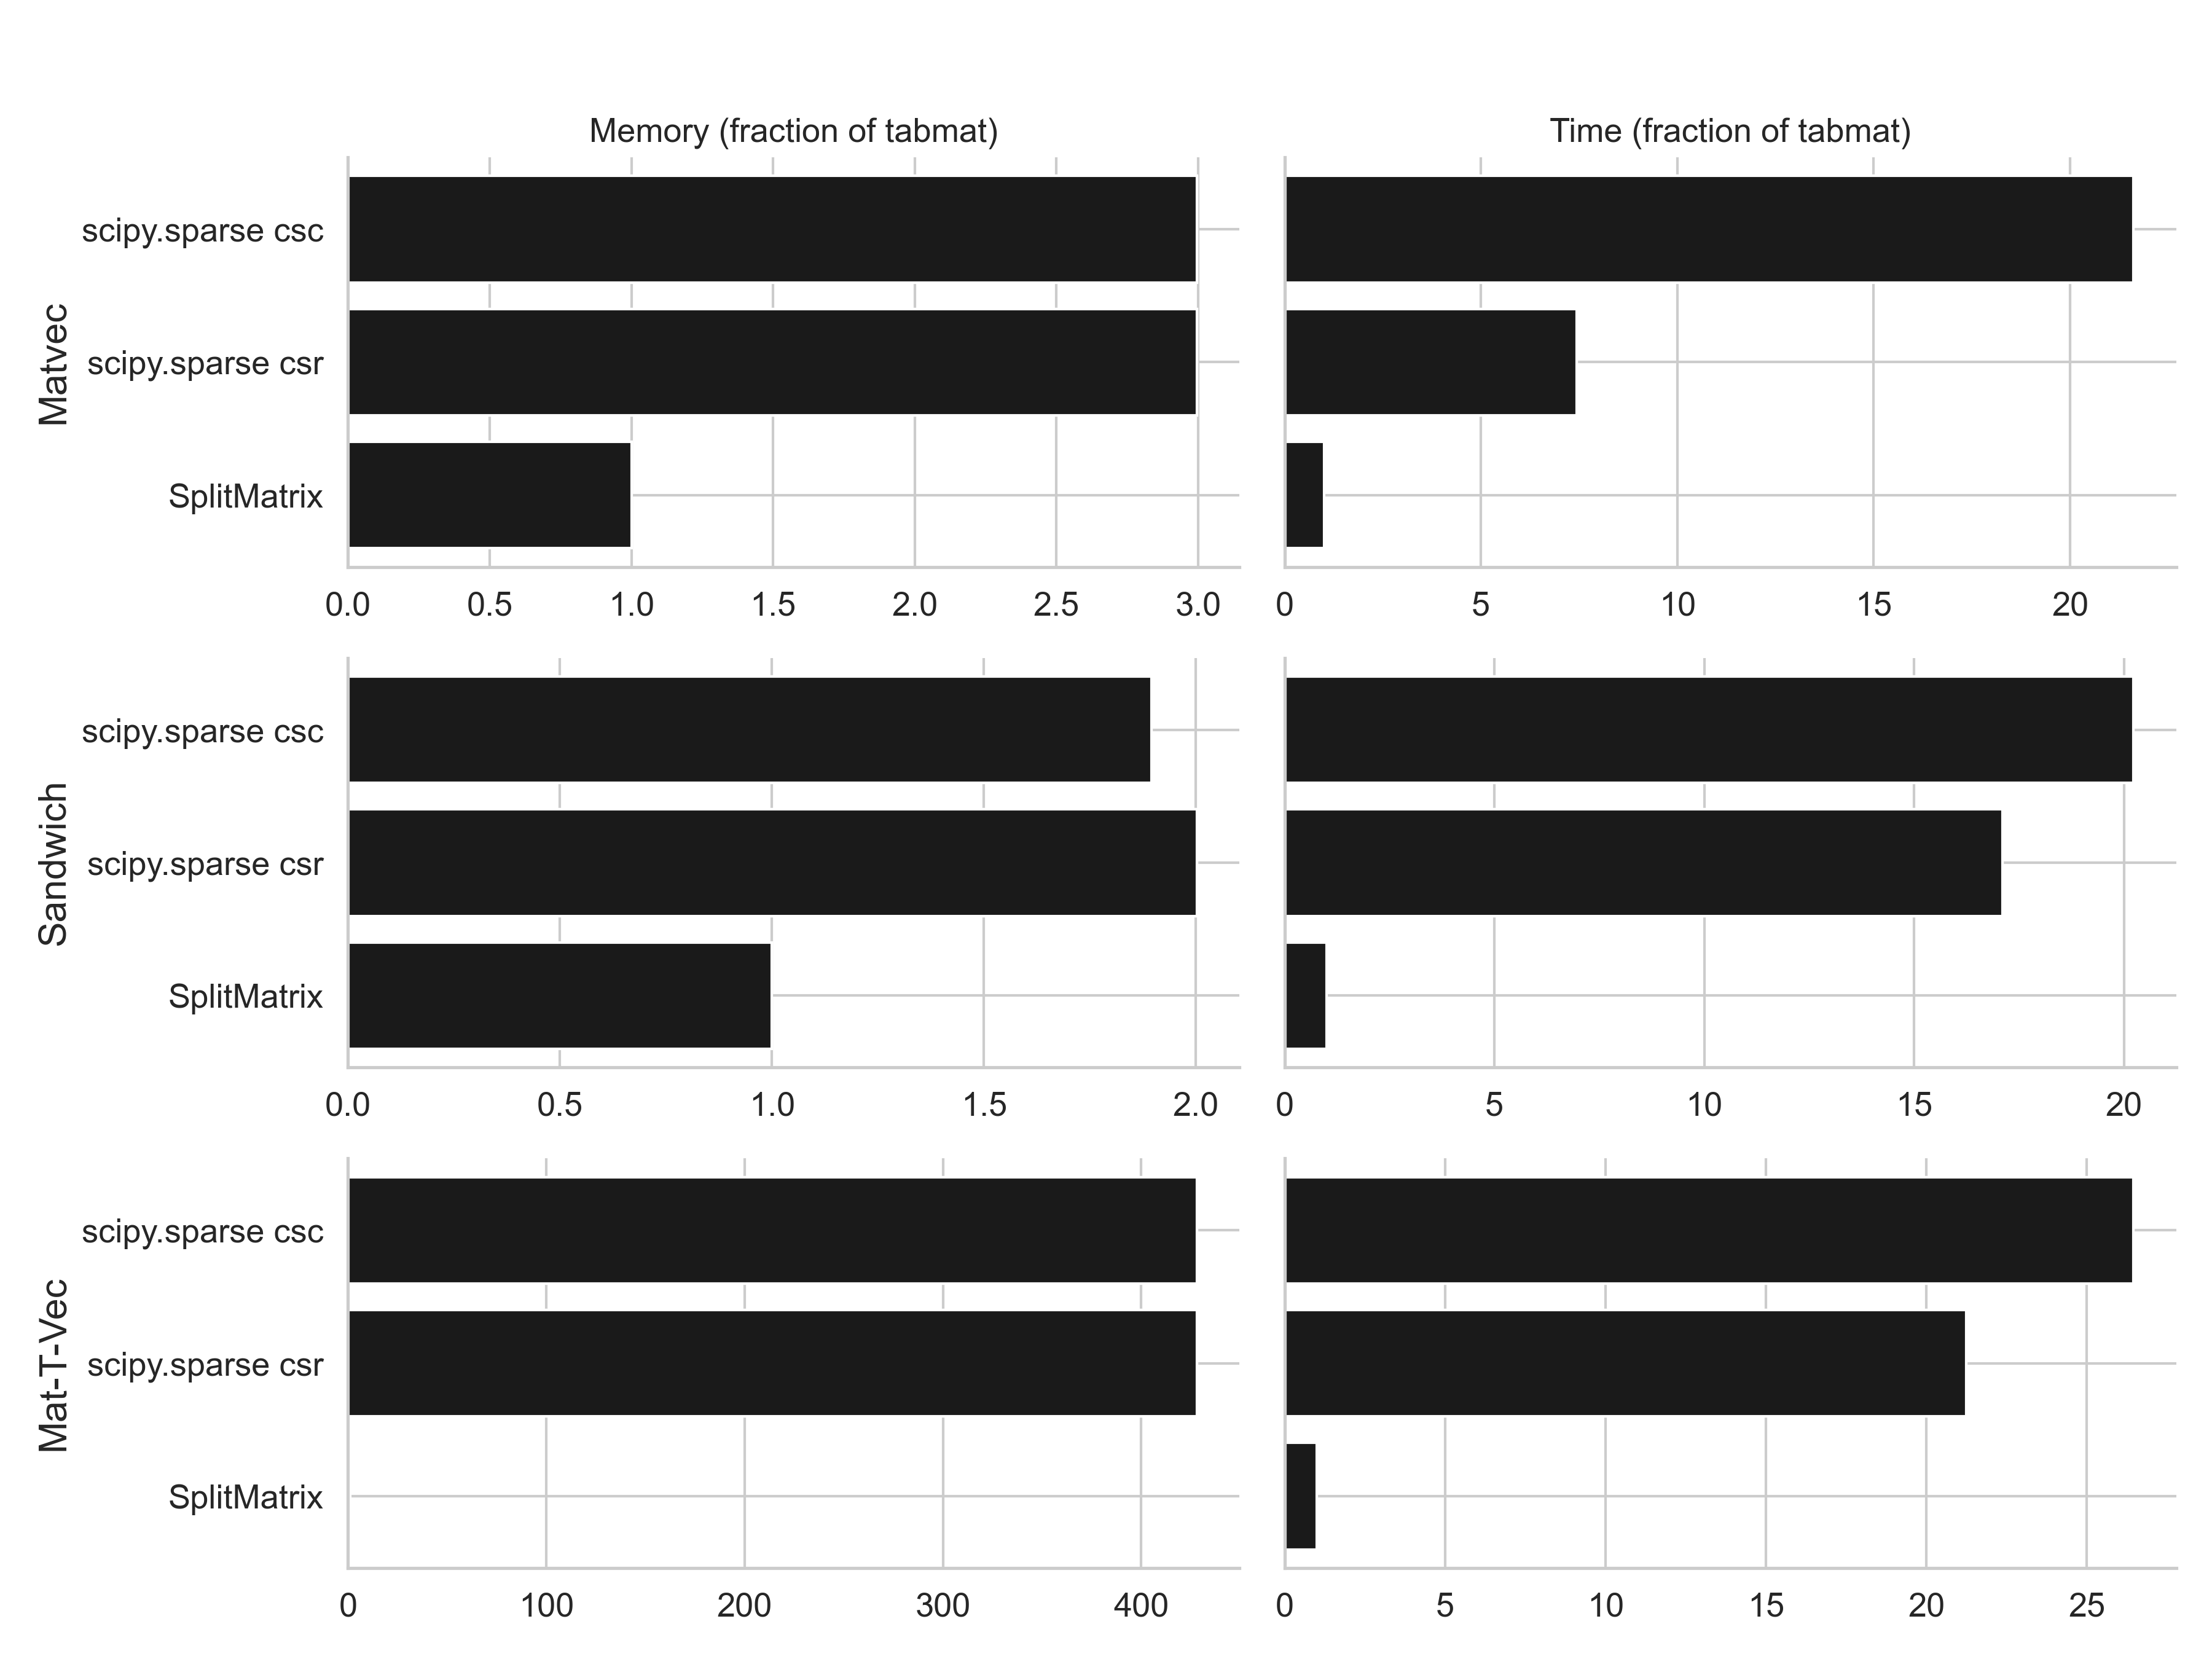 Memory (fraction of tabmat)
Time (fraction of tabmat)
Matvec
scipy.sparse csc
scipy.sparse csr
SplitMatrix
0.0 0.5 1.0 1.5 2.0 2.5 3.0
0 5 10 15 20
Sandwich
scipy.sparse csc
scipy.sparse csr
SplitMatrix
0.0 0.5 1.0 1.5 2.0
0 5 10 15 20
Mat-T-Vec
scipy.sparse csc
scipy.sparse csr
SplitMatrix
0 100 200 300 400
0 5 10 15 20 25